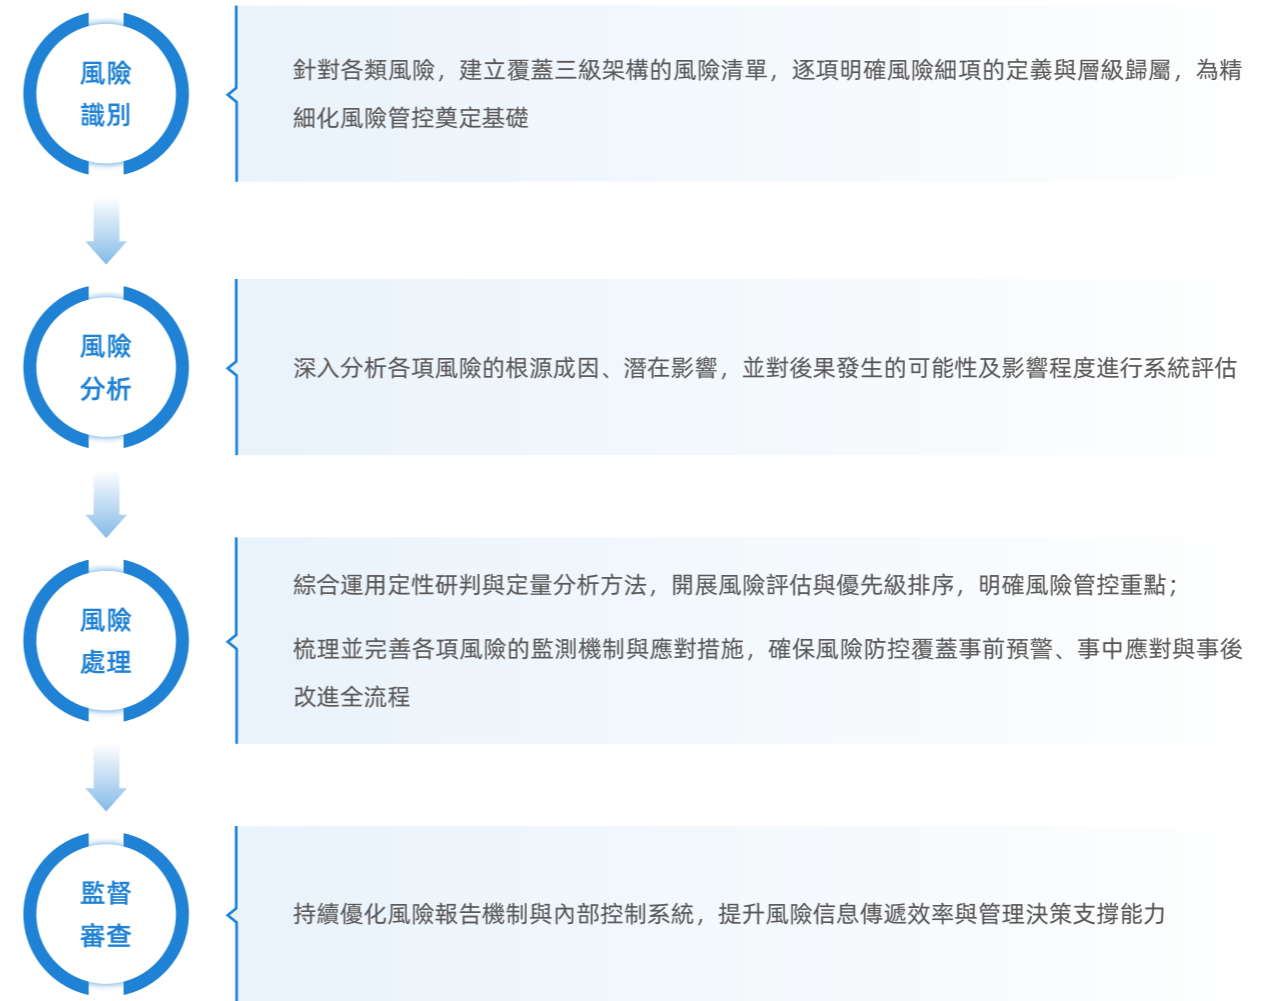 風險
識別
針對各類風險，建立覆蓋三級架構的風險清單，逐項明確風險細項的定義與層級歸屬，為精
細化風險管控奠定基礎
風險
分析
深入分析各項風險的根源成因、潛在影響，並對後果發生的可能性及影響程度進行系統評估
風險
處理
綜合運用定性研判與定量分析方法，開展風險評估與優先級排序，明確風險管控重點；
梳理並完善各項風險的監測機制與應對措施，確保風險防控覆蓋事前預警、事中應對與事後
改進全流程
監督
審查
持續優化風險報告機制與內部控制系統，提升風險信息傳遞效率與管理決策支撐能力